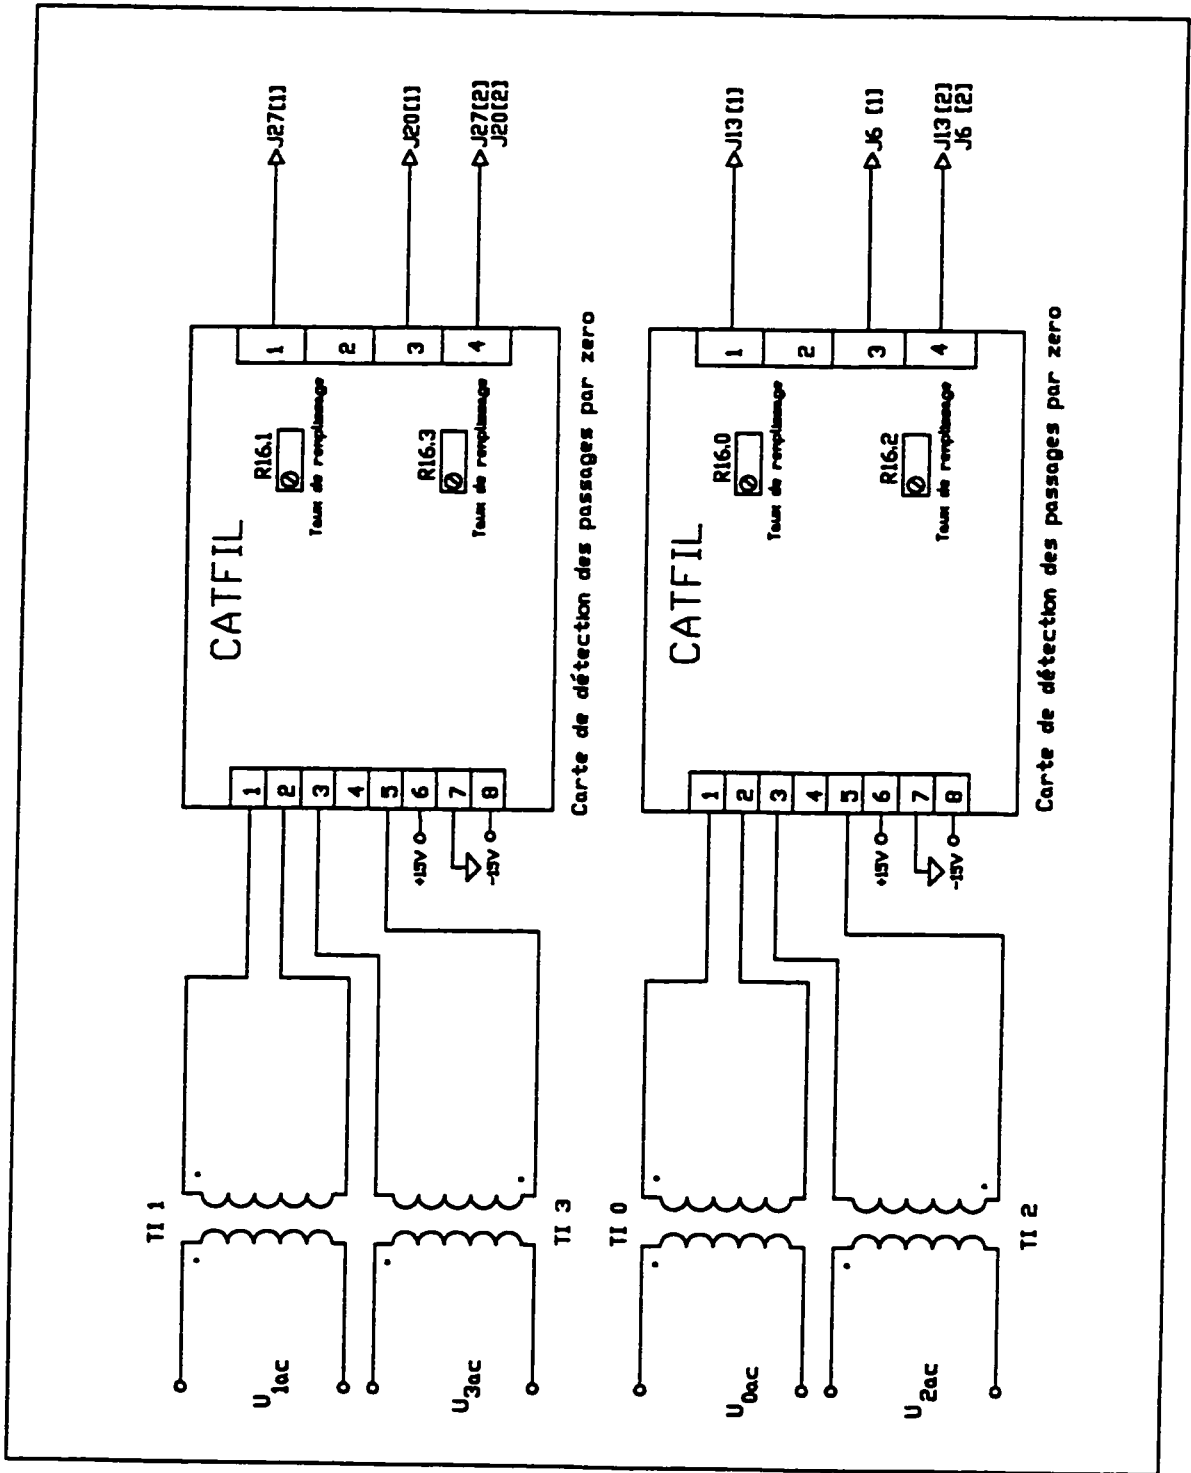 TI 1
U1ac
U3ac
TI 3
1
2
3
4
5
6
7
8
+15V
-15V
CATFIL
R16.1
Taux de remplissage
R16.3
Taux de remplissage
1
2
3
4
J27[1]
J20[1]
J27[2]
J20[2]
Carte de détection des passages par zero
TI 0
U0ac
U2ac
TI 2
1
2
3
4
5
6
7
8
+15V
-15V
CATFIL
R16.0
Taux de remplissage
R16.2
Taux de remplissage
1
2
3
4
J13[1]
J6 [1]
J13[2]
J6 [2]
Carte de détection des passages par zero